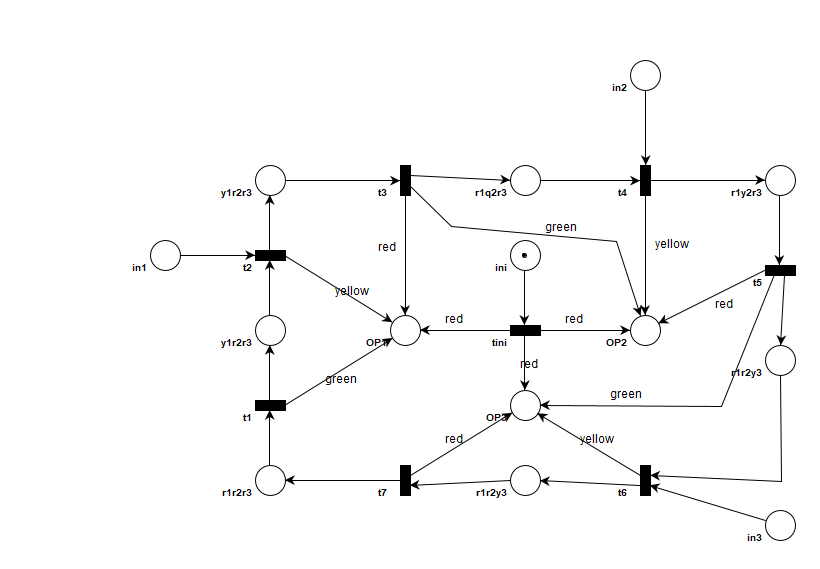 in2
y1r2r3
t3
r1q2r3
t4
r1y2r3
green
red
yellow
in1
t2
ini
t5
yellow
red
red
red
y1r2r3
OP1
tini
OP2
red
r1r2y3
green
green
t1
OP3
red
yellow
r1r2r3
t7
r1r2y3
t6
in3